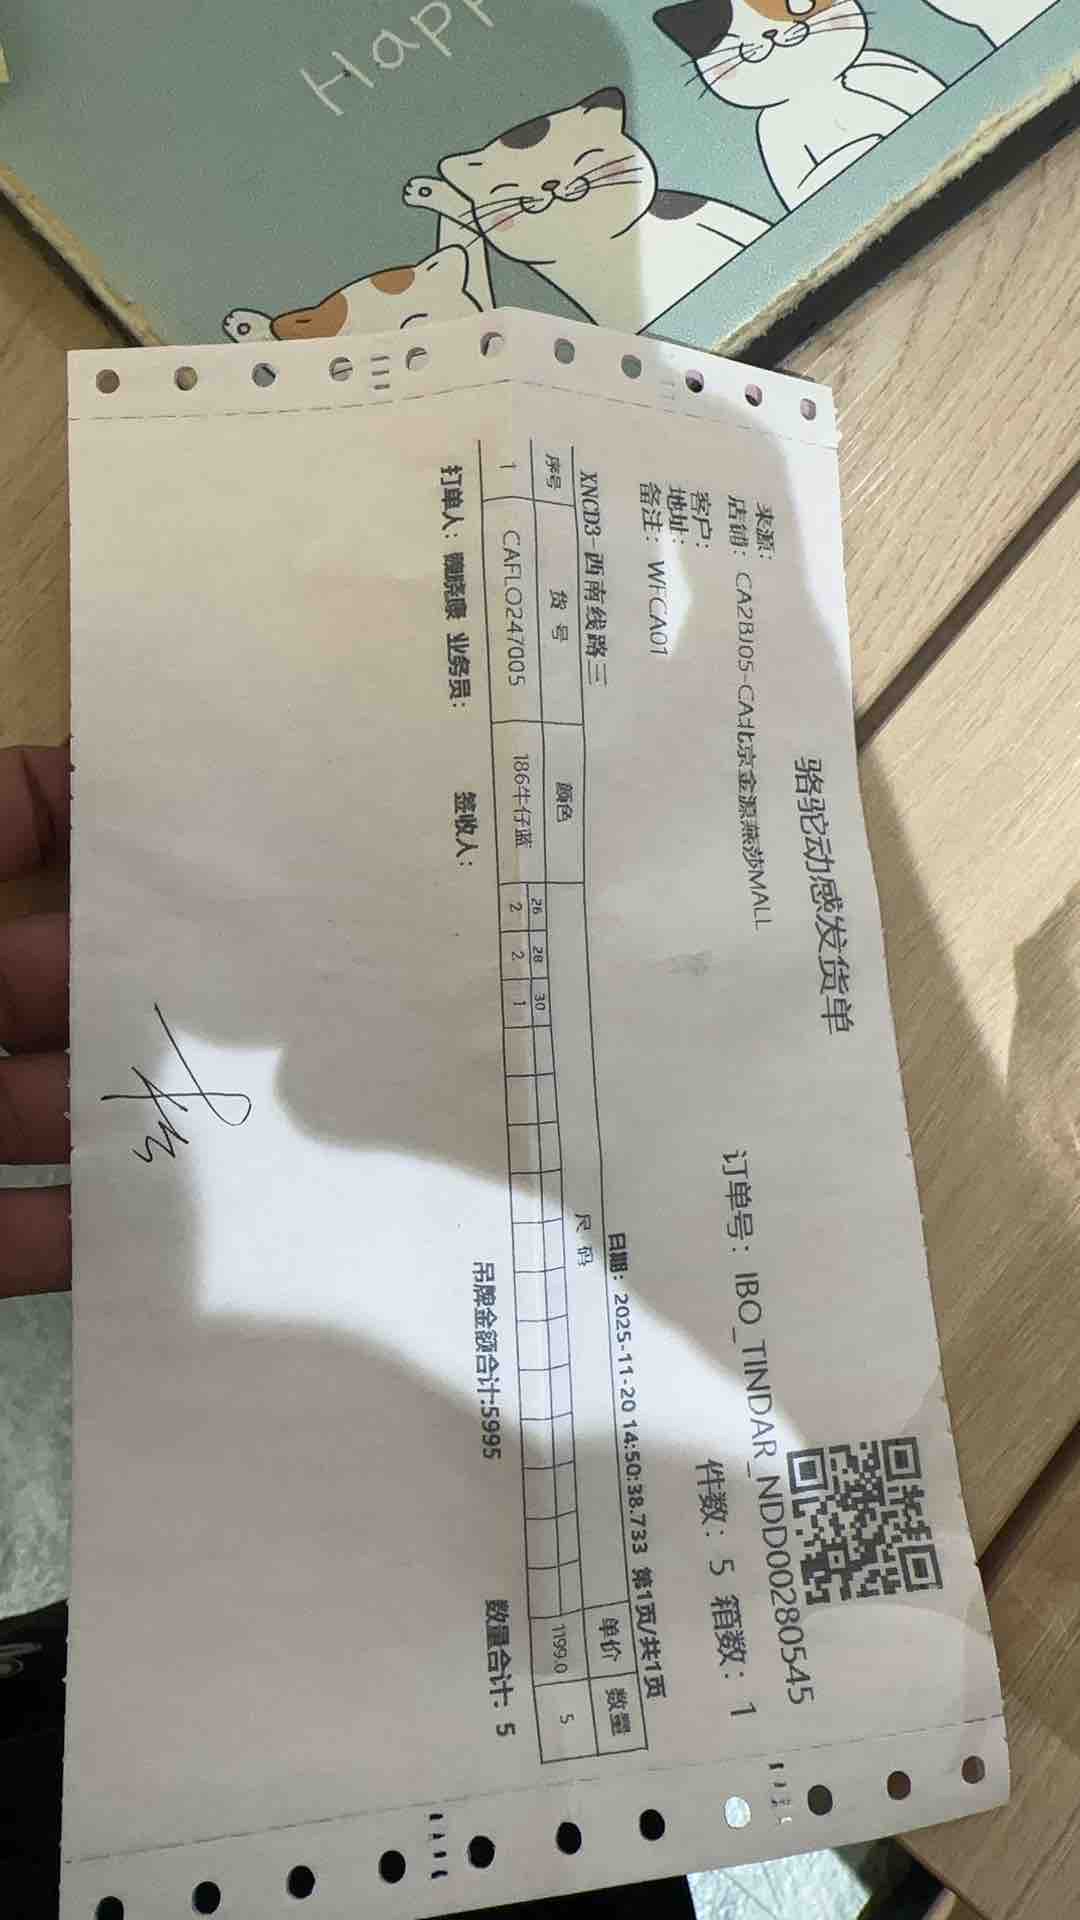 Happ
骆驼动感发货单
来源:
店铺: CA2BJ05-CA北京金源燕莎MALL
订单号: IBO_TINDAR_NDD00280545
客户:
地址:
件数: 5 箱数: 1
备注: WFCA01
XNCD3-西南线路三
日期: 2025-11-20 14:50:38.733 第1页/共1页
序号 货号 颜色 尺码 单价 数量
26 28 30
1 CAFLO247005 186牛仔蓝 2 2 1 1199.0 5
吊牌金额合计:5995 数量合计: 5
打单人: 晓康 业务员: 签收人: